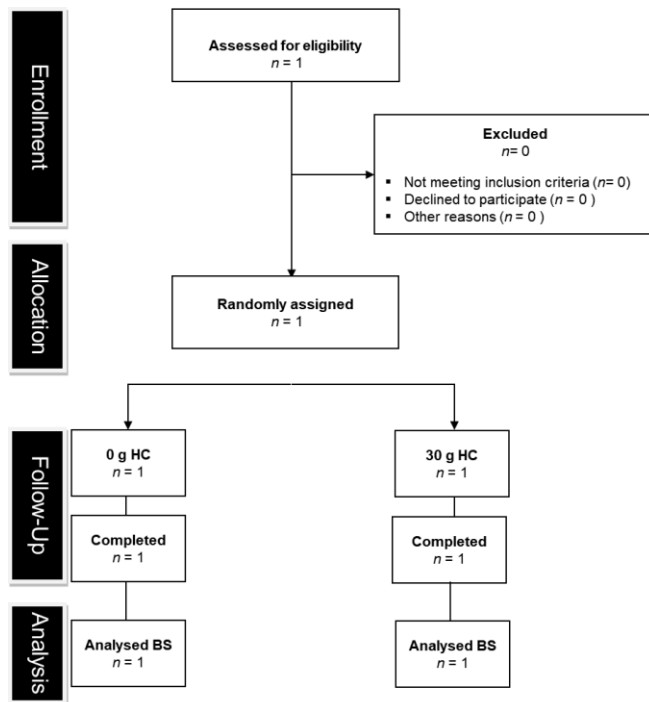 Enrollment
Assessed for eligibility
n = 1
Excluded
n= 0
▪ Not meeting inclusion criteria (n= 0)
▪ Declined to participate (n = 0 )
▪ Other reasons (n = 0 )
Allocation
Randomly assigned
n = 1
Follow-Up
0 g HC
n = 1
30 g HC
n = 1
Completed
n = 1
Completed
n = 1
Analysis
Analysed BS
n = 1
Analysed BS
n = 1